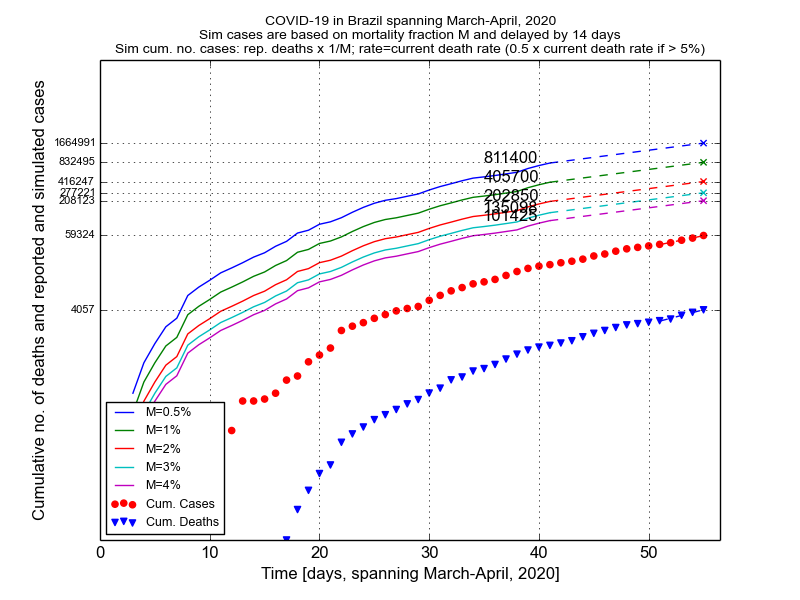 COVID-19 in Brazil spanning March-April, 2020
Sim cases are based on mortality fraction M and delayed by 14 days
Sim cum. no. cases: rep. deaths x 1/M; rate=current death rate (0.5 x current death rate if > 5%)
Cumulative no. of deaths and reported and simulated cases
1664991
832495
416247
277221
208123
59324
4057
811400
405700
202850
135098
101425
M=0.5%
M=1%
M=2%
M=3%
M=4%
Cum. Cases
Cum. Deaths
0 10 20 30 40 50
Time [days, spanning March-April, 2020]